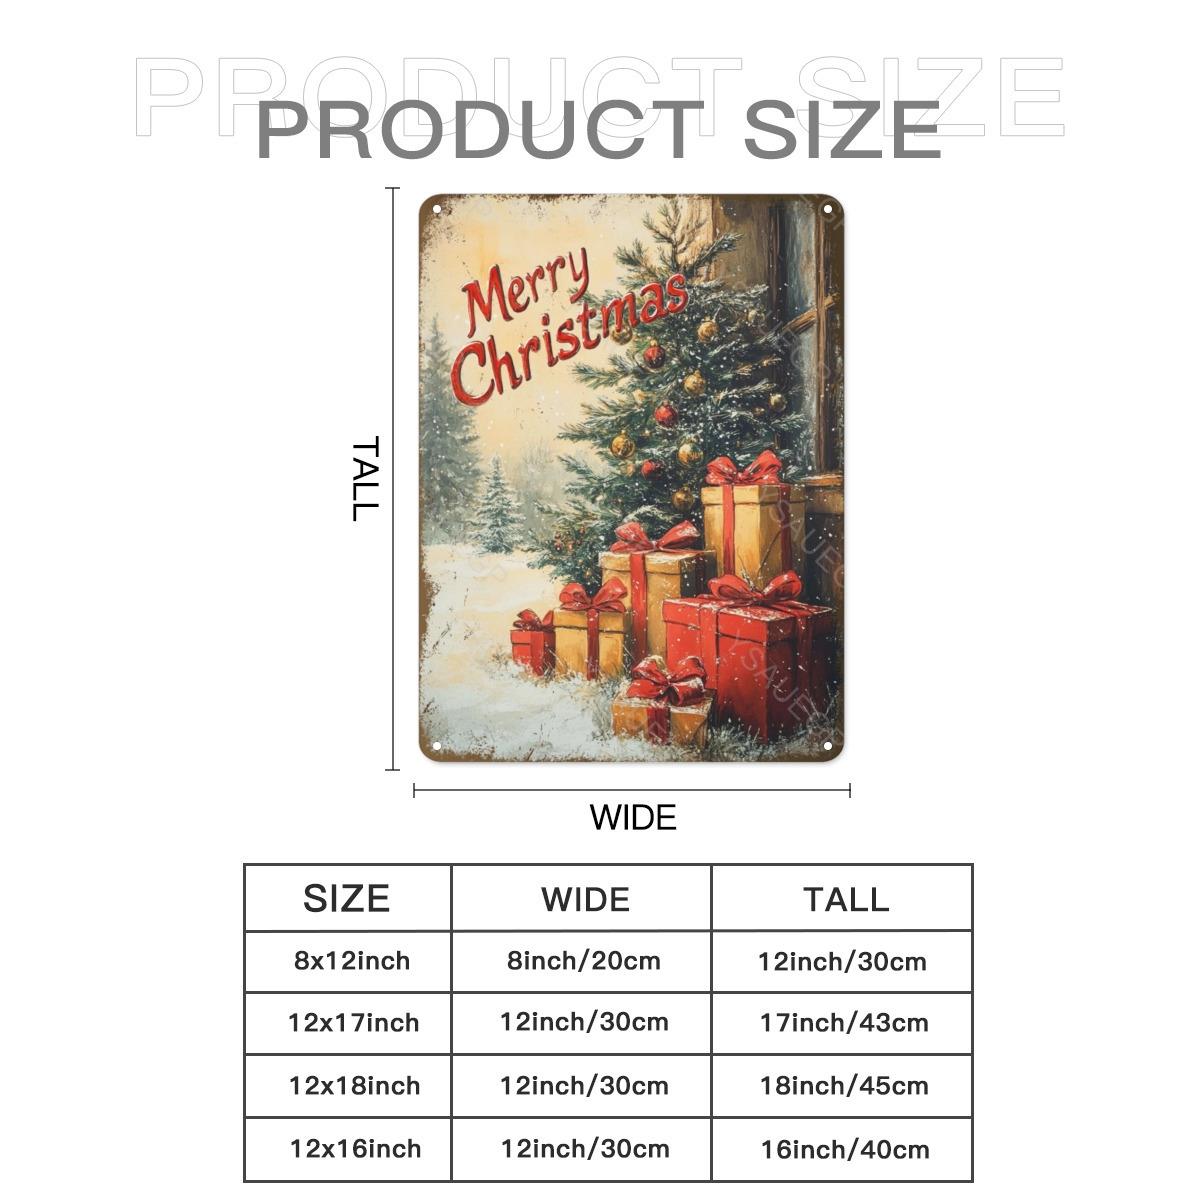 PRODUCT SIZE
PRODUCT SIZE
Merry
Christmas
TALL
WIDE
SIZE WIDE TALL
8x12inch 8inch/20cm 12inch/30cm
12x17inch 12inch/30cm 17inch/43cm
12x18inch 12inch/30cm 18inch/45cm
12x16inch 12inch/30cm 16inch/40cm